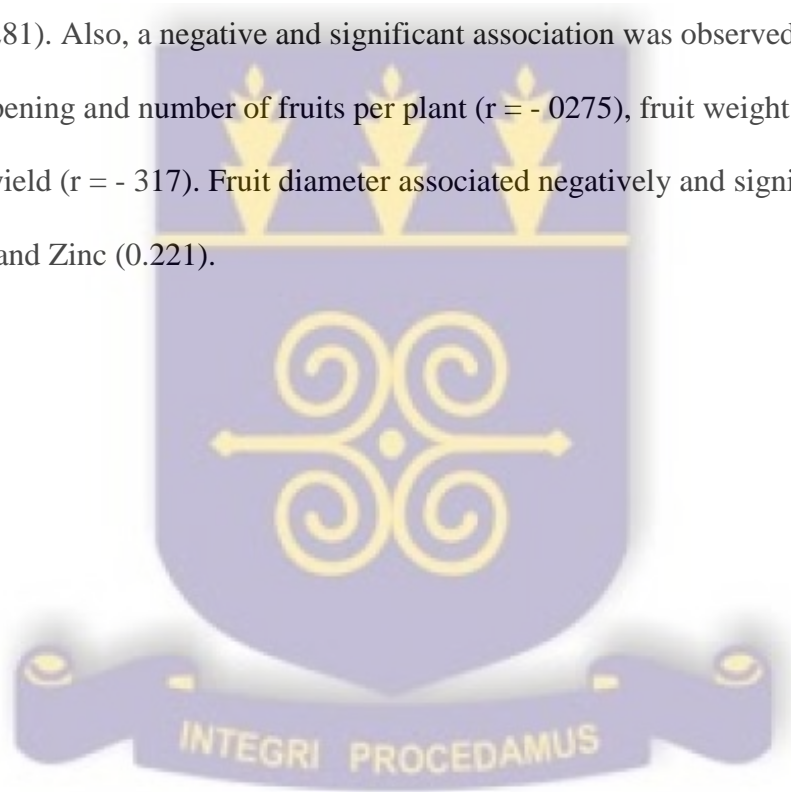 281). Also, a negative and significant association was observed
pening and number of fruits per plant (r = - 0275), fruit weight
yield (r = - 317). Fruit diameter associated negatively and signi
and Zinc (0.221).
INTEGRI PROCEDAMUS